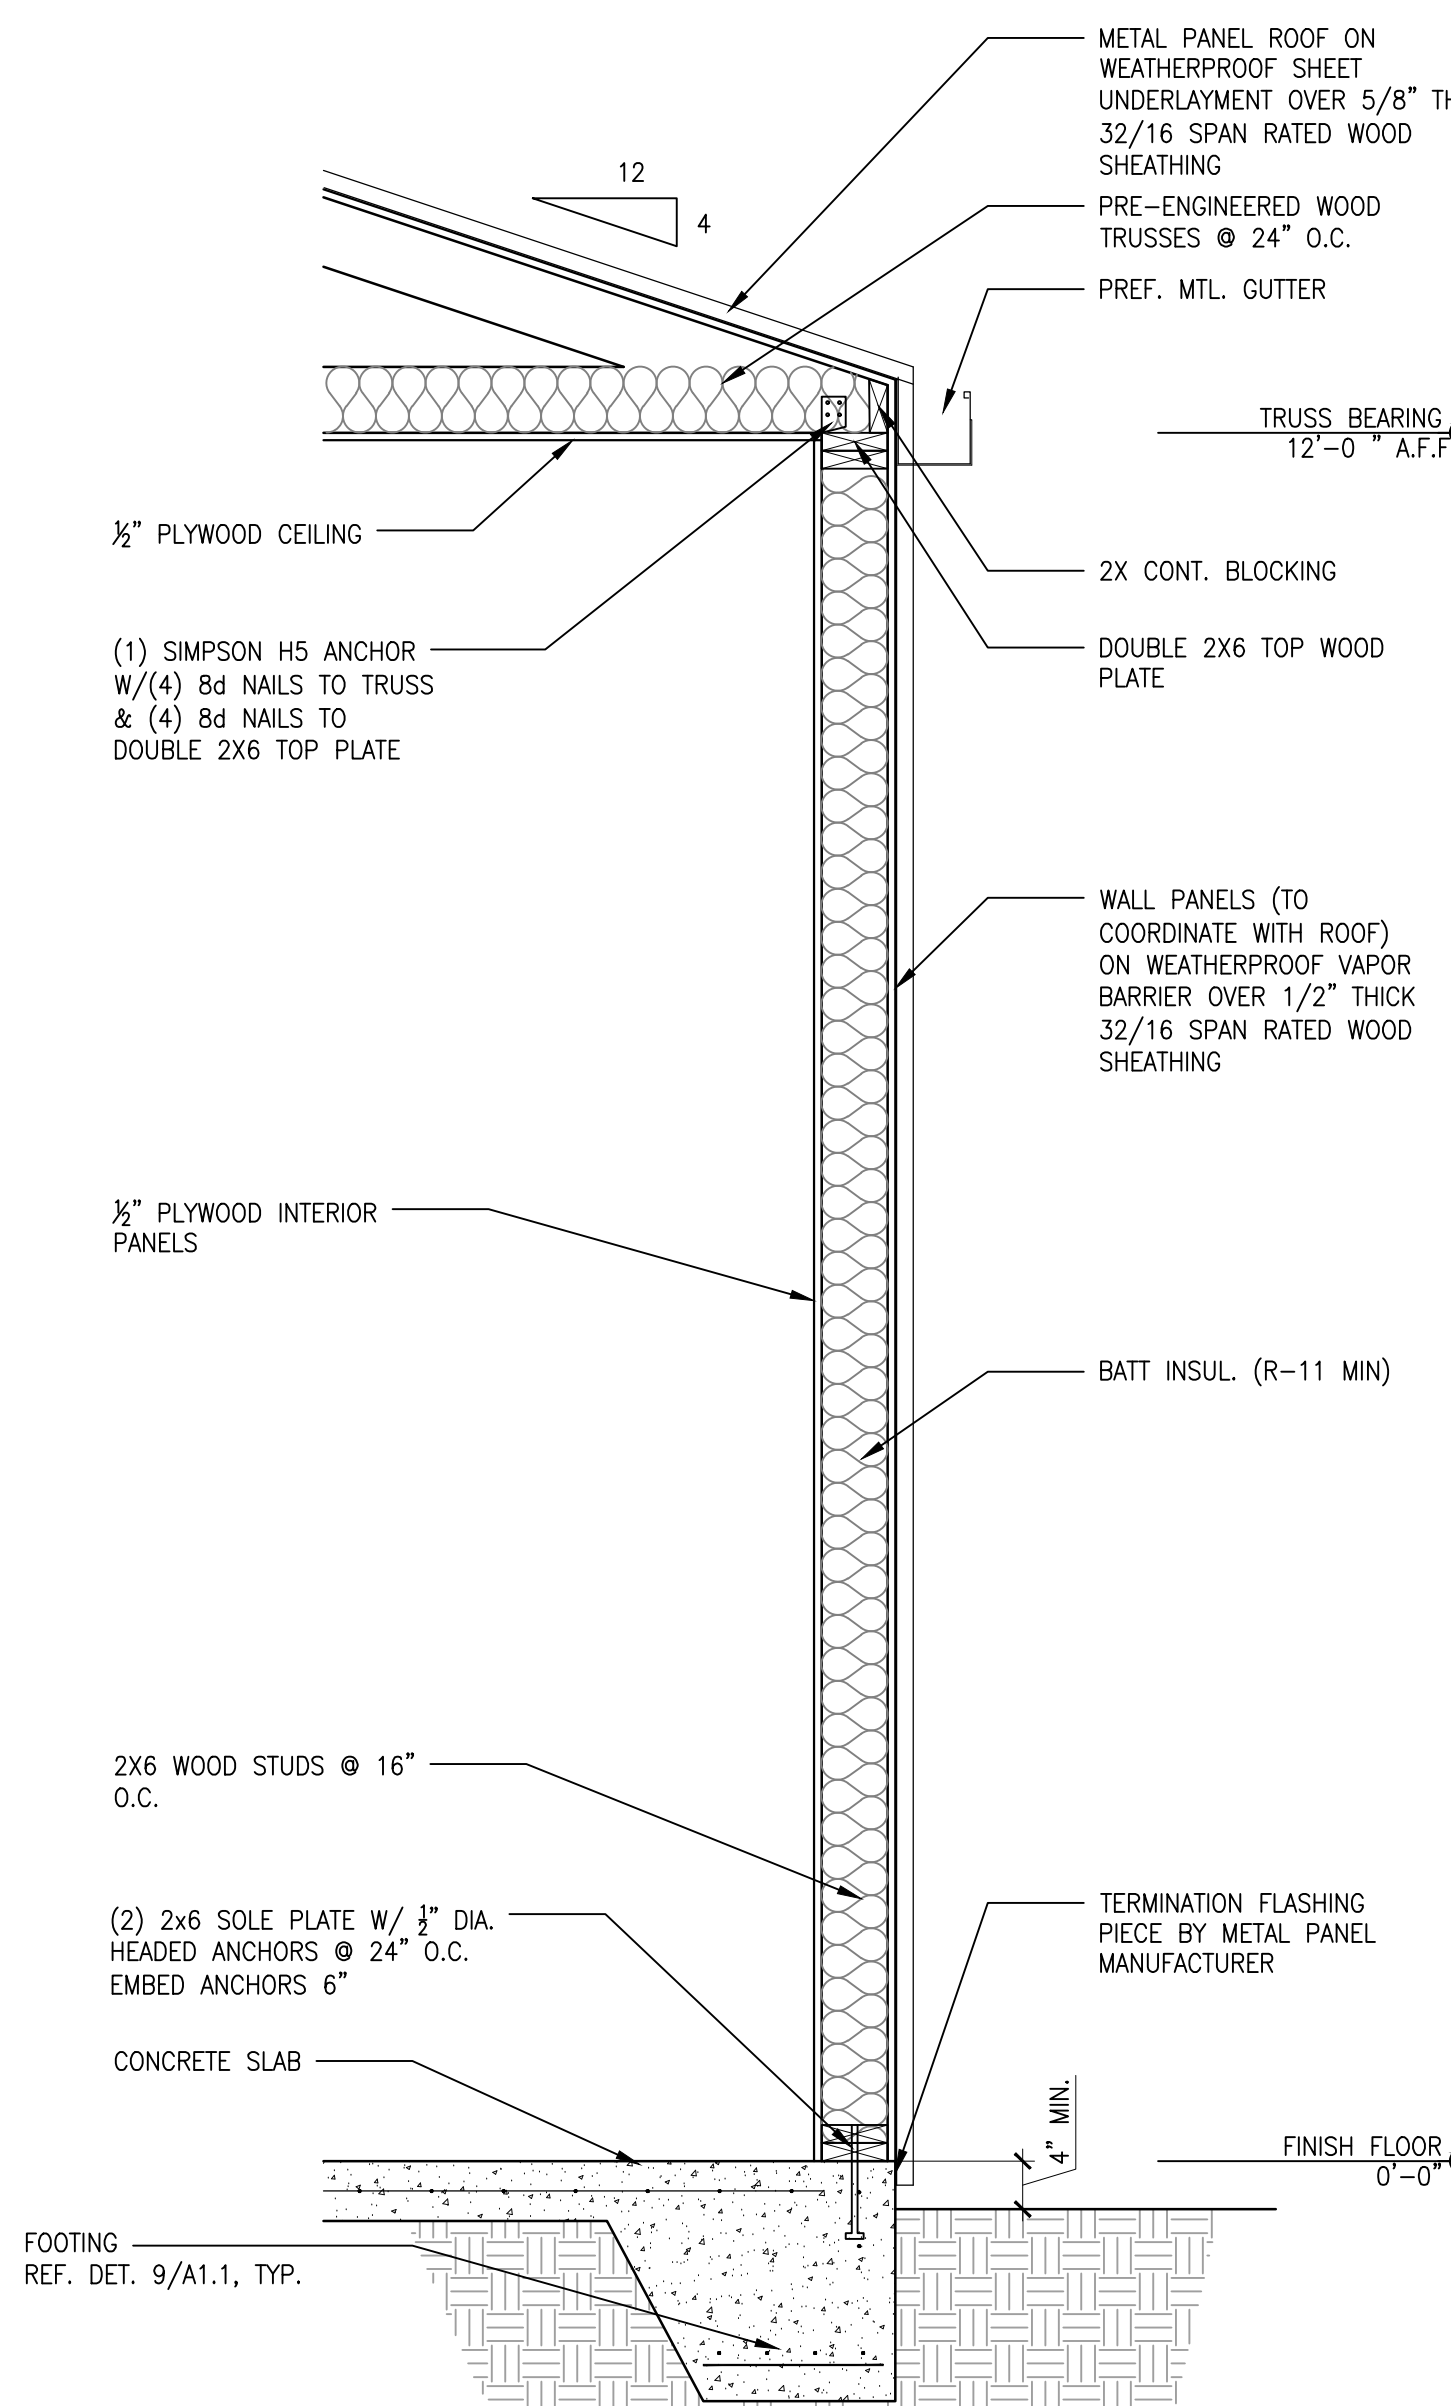 METAL PANEL ROOF ON
WEATHERPROOF SHEET
UNDERLAYMENT OVER 5/8"
32/16 SPAN RATED WOOD
SHEATHING
12
4
PRE-ENGINEERED WOOD
TRUSSES @ 24" O.C.
PREF. MTL. GUTTER
TRUSS BEARING
12'-0 " A.F.F
½" PLYWOOD CEILING
2X CONT. BLOCKING
(1) SIMPSON H5 ANCHOR
W/(4) 8d NAILS TO TRUSS
& (4) 8d NAILS TO
DOUBLE 2X6 TOP PLATE
DOUBLE 2X6 TOP WOOD
PLATE
WALL PANELS (TO
COORDINATE WITH ROOF)
ON WEATHERPROOF VAPOR
BARRIER OVER 1/2" THICK
32/16 SPAN RATED WOOD
SHEATHING
½" PLYWOOD INTERIOR
PANELS
BATT INSUL. (R-11 MIN)
2X6 WOOD STUDS @ 16"
O.C.
(2) 2x6 SOLE PLATE W/ ½" DIA.
HEADED ANCHORS @ 24" O.C.
EMBED ANCHORS 6"
TERMINATION FLASHING
PIECE BY METAL PANEL
MANUFACTURER
CONCRETE SLAB
4" MIN.
FINISH FLOOR
0'-0"
FOOTING
REF. DET. 9/A1.1, TYP.